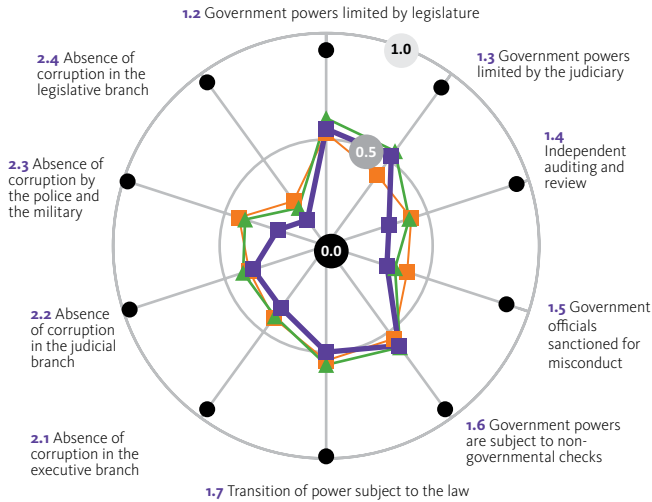 1.2 Government powers limited by legislature
1.0
2.4 Absence of
corruption in the
legislative branch
1.3 Government powers
limited by the judiciary
0.5
1.4
Independent
auditing and
review
2.3 Absence of
corruption by
the police and
the military
0.0
1.5 Government
officials
sanctioned for
misconduct
2.2 Absence
of corruption
in the judicial
branch
1.6 Government powers
are subject to non-
governmental checks
2.1 Absence of
corruption in the
executive branch
1.7 Transition of power subject to the law